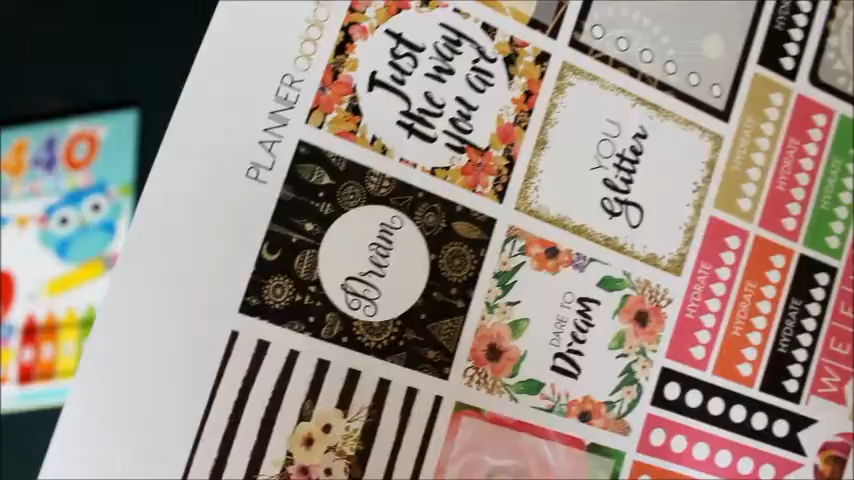 440
PLANNER
Just
the way
you are
YOU
Glitter
Dream
DARE TO
Dream
HYDRATE
HYDRATE
HYDRATE
HYDRATE
HYDRATE
HYDRATE